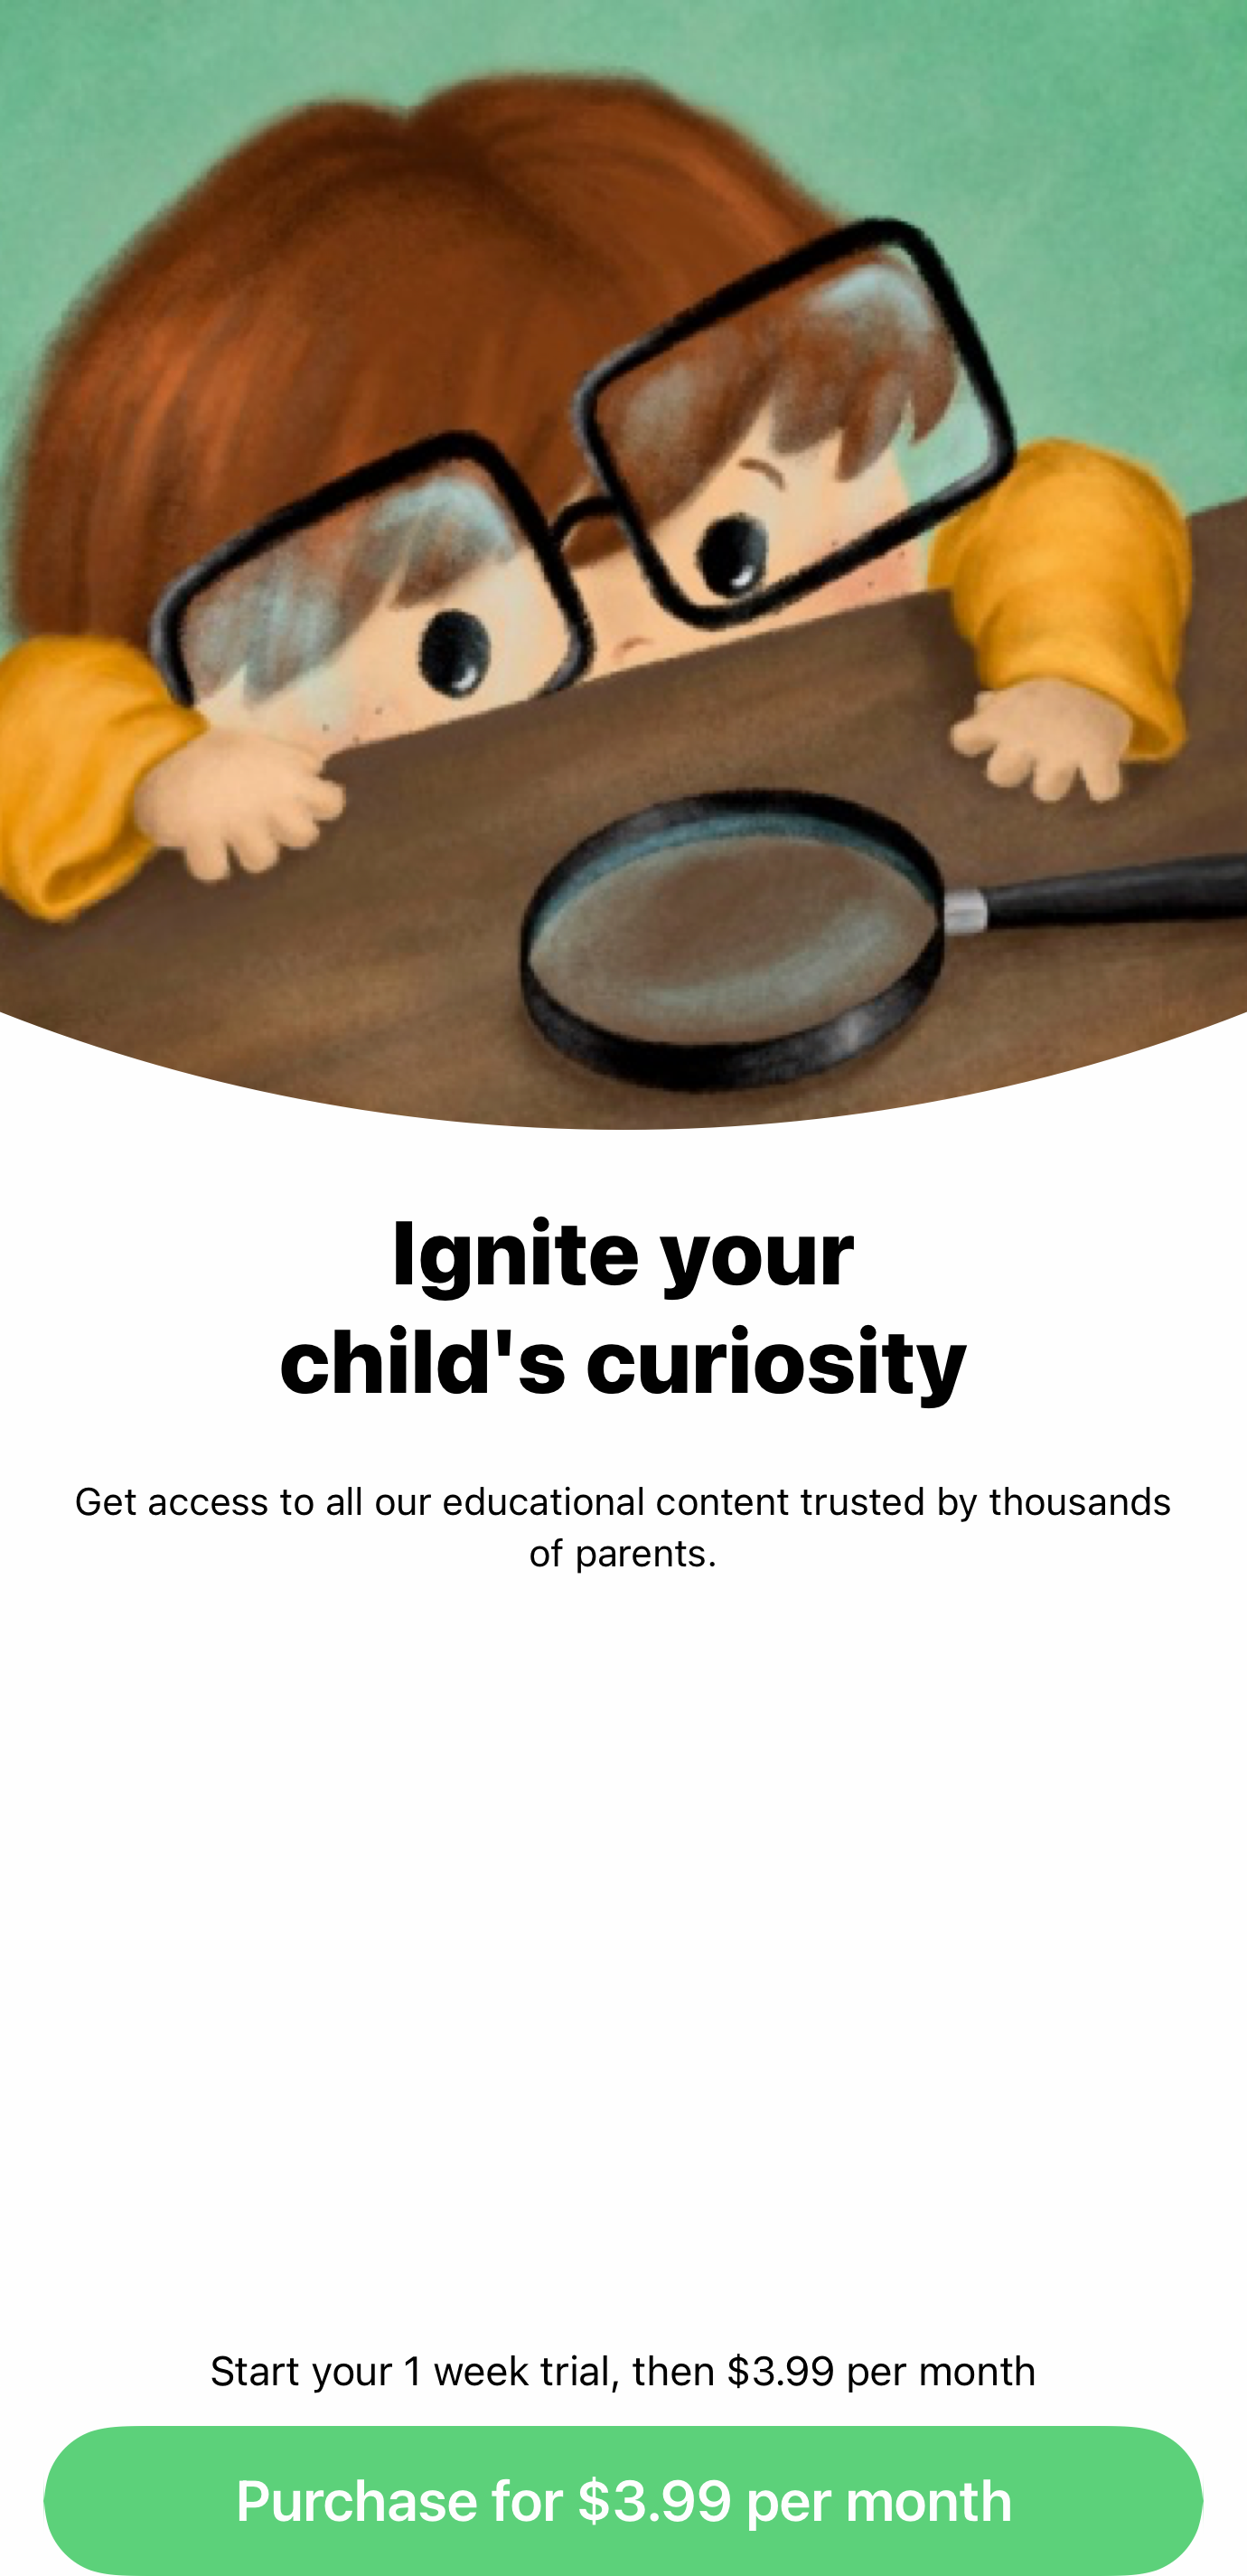 Ignite your
child's curiosity
Get access to all our educational content trusted by thousands
of parents.
Start your 1 week trial, then $3.99 per month
Purchase for $3.99 per month